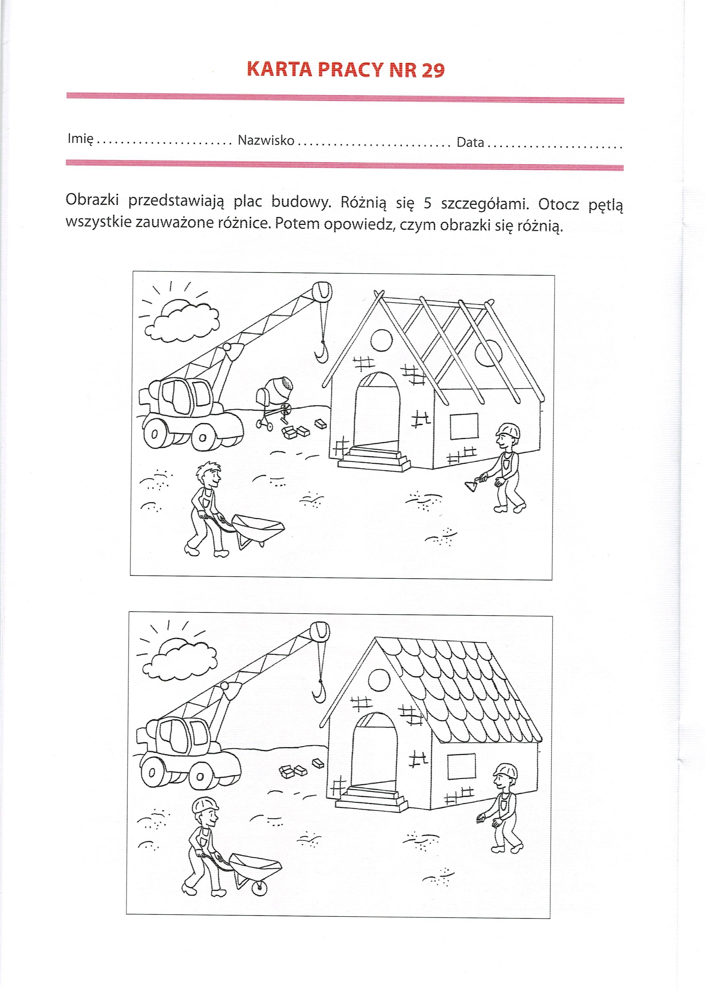 KARTA PRACY NR 29
Imię....................... Nazwisko.......................... Data.......................
Obrazki przedstawiają plac budowy. Różnią się 5 szczegółami. Otocz pętlą
wszystkie zauważone różnice. Potem opowiedz, czym obrazki się różnią.